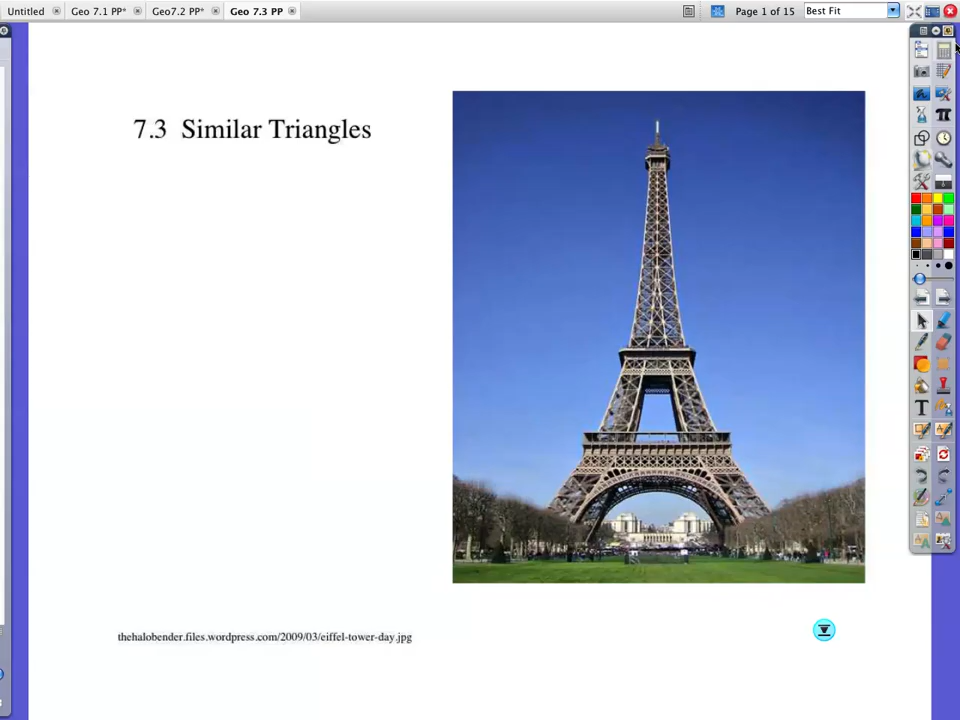 Untitled
Geo 7.1 PP*
Geo7.2 PP*
Geo 7.3 PP
Page 1 of 15
Best Fit
7.3 Similar Triangles
thehalobender.files.wordpress.com/2009/03/eiffel-tower-day.jpg